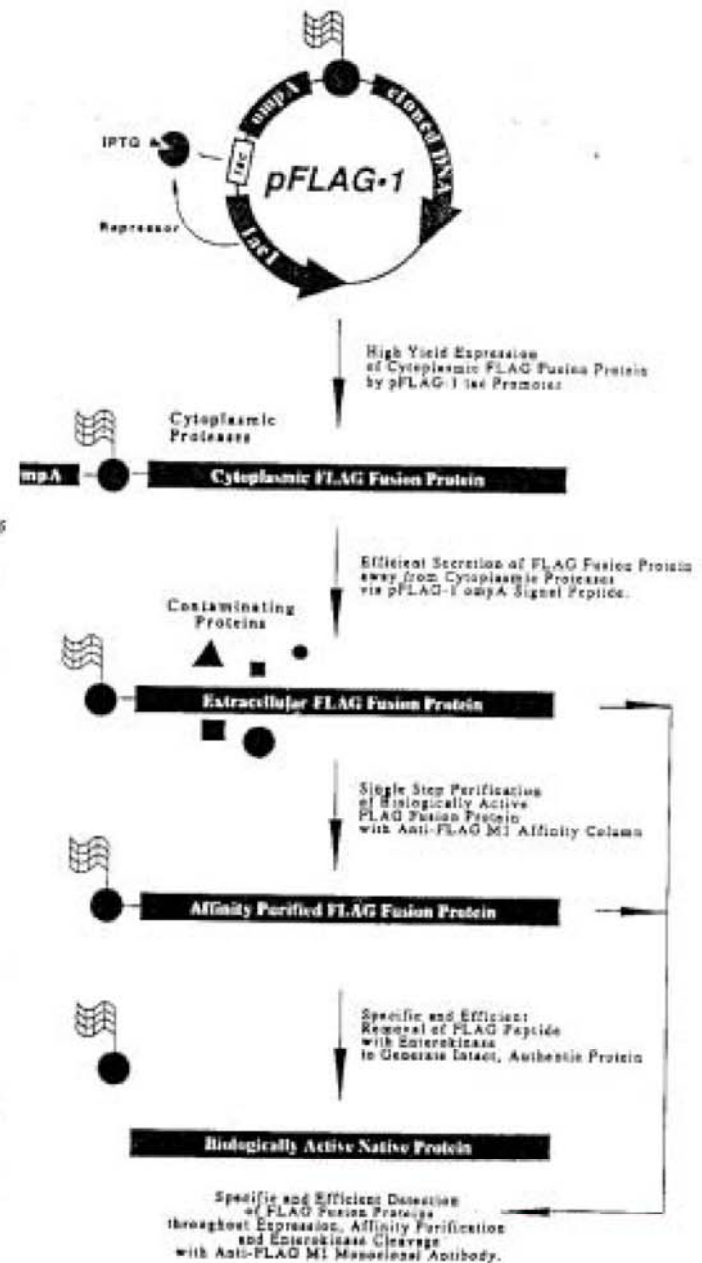 ompA
cloned DNA
IPTG
tac
pFLAG•1
Repressor
lacI
High Yield Expression
of Cytoplasmic FLAG Fusion Protein
by pFLAG-1 tac Promoter
Cytoplasmic
Proteases
mpA
Cytoplasmic FLAG Fusion Protein
Efficient Secretion of FLAG Fusion Protein
away from Cytoplasmic Proteases
via pFLAG-1 ompA Signal Peptide.
Contaminating
Proteins
Extracellular FLAG Fusion Protein
Single Step Purification
of Biologically Active
FLAG Fusion Protein
with Anti-FLAG M1 Affinity Column
Affinity Purified FLAG Fusion Protein
Specific and Efficient
Removal of FLAG Peptide
with Enterokinase
to Generate Intact, Authentic Protein
Biologically Active Native Protein
Specific and Efficient Detection
of FLAG Fusion Proteins
throughout Expression, Affinity Purification
and Enterokinase Cleavage
with Anti-FLAG M1 Monoclonal Antibody.